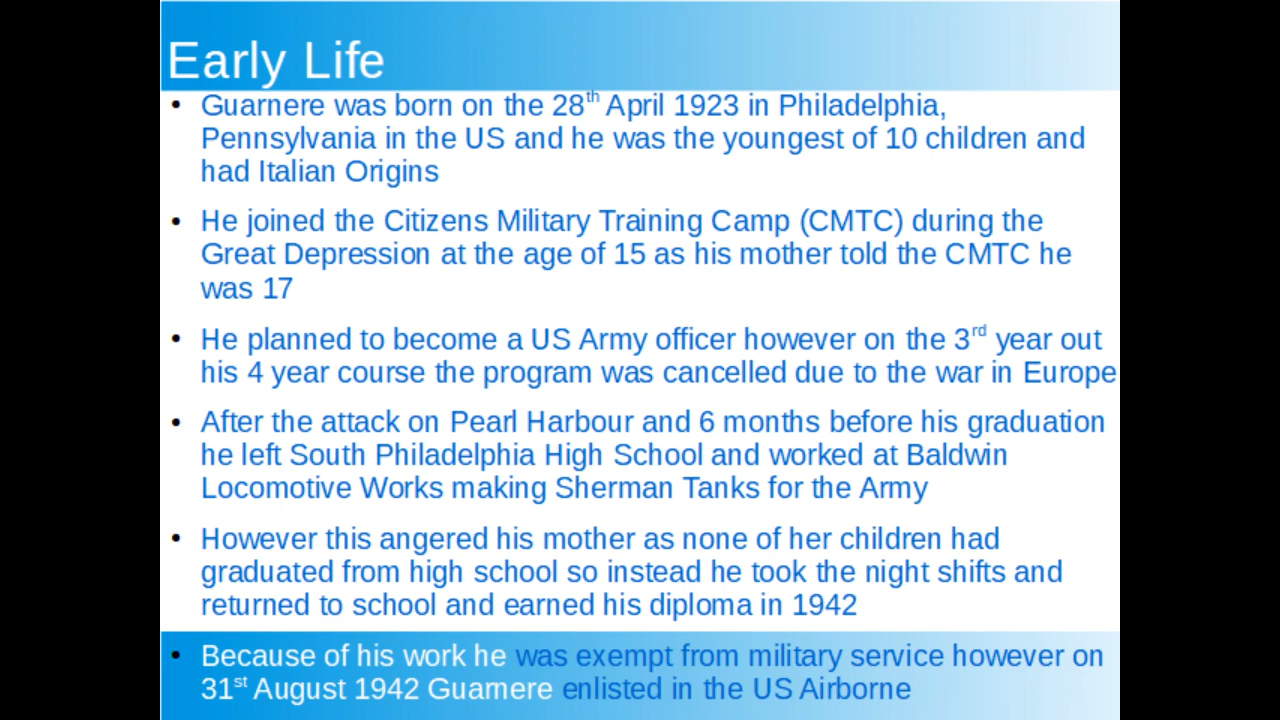 Early Life
• Guarnere was born on the 28th April 1923 in Philadelphia,
Pennsylvania in the US and he was the youngest of 10 children and
had Italian Origins
• He joined the Citizens Military Training Camp (CMTC) during the
Great Depression at the age of 15 as his mother told the CMTC he
was 17
• He planned to become a US Army officer however on the 3rd year out
his 4 year course the program was cancelled due to the war in Europe
• After the attack on Pearl Harbour and 6 months before his graduation
he left South Philadelphia High School and worked at Baldwin
Locomotive Works making Sherman Tanks for the Army
• However this angered his mother as none of her children had
graduated from high school so instead he took the night shifts and
returned to school and earned his diploma in 1942
• Because of his work he was exempt from military service however on
31st August 1942 Guarnere enlisted in the US Airborne